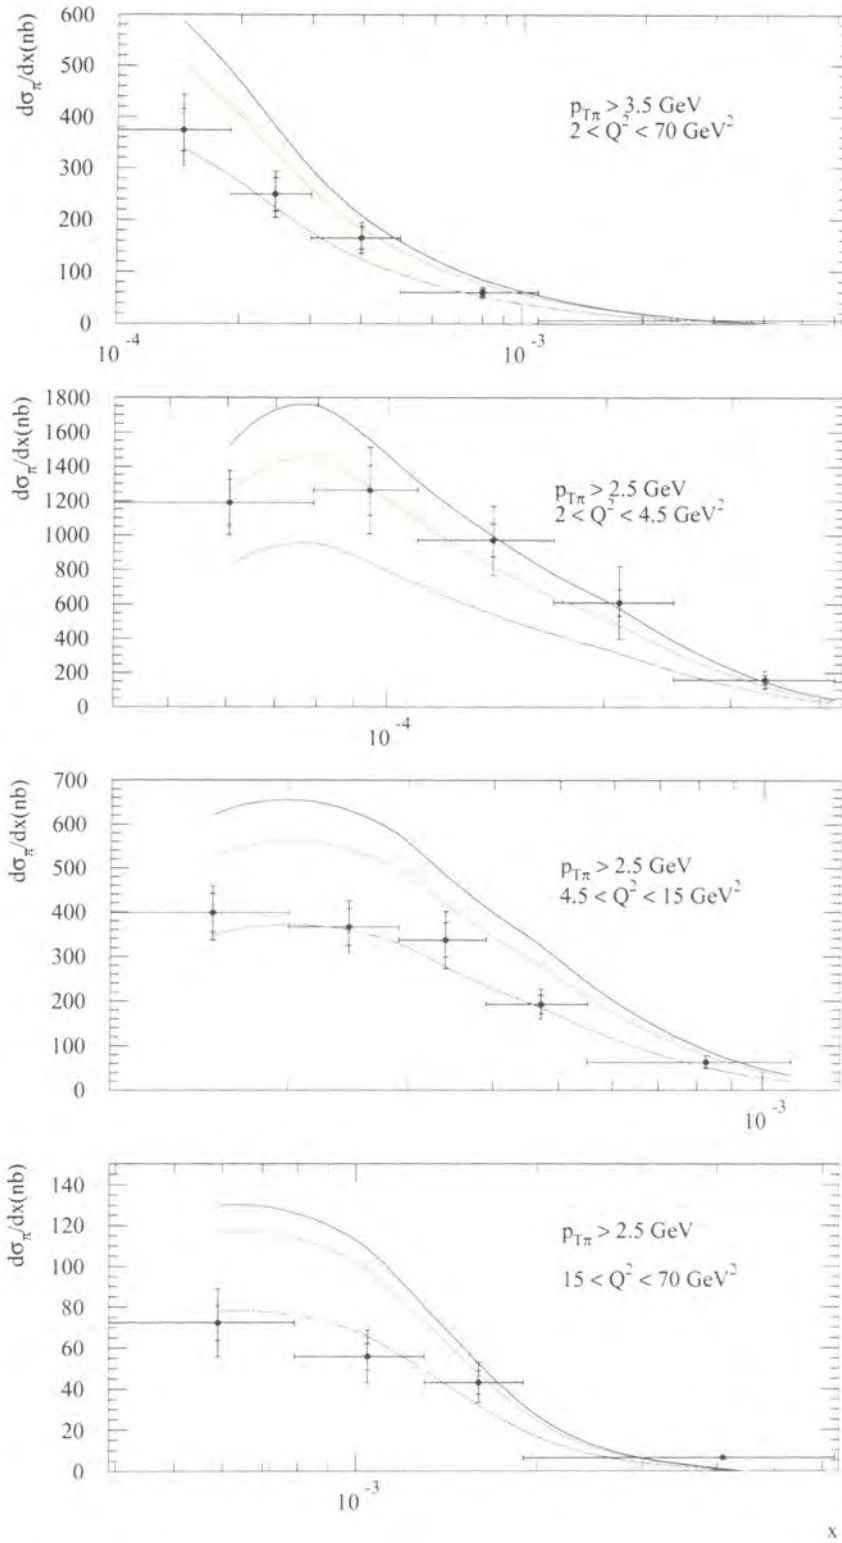 600
500
400
300
200
100
0
dσπ/dx(nb)
pTπ > 3.5 GeV
2 < Q² < 70 GeV²
10⁻⁴
10⁻³
1800
1600
1400
1200
1000
800
600
400
200
0
dσπ/dx(nb)
pTπ > 2.5 GeV
2 < Q² < 4.5 GeV²
10⁻⁴
700
600
500
400
300
200
100
0
dσπ/dx(nb)
pTπ > 2.5 GeV
4.5 < Q² < 15 GeV²
10⁻³
140
120
100
80
60
40
20
0
dσπ/dx(nb)
pTπ > 2.5 GeV
15 < Q² < 70 GeV²
10⁻³
x